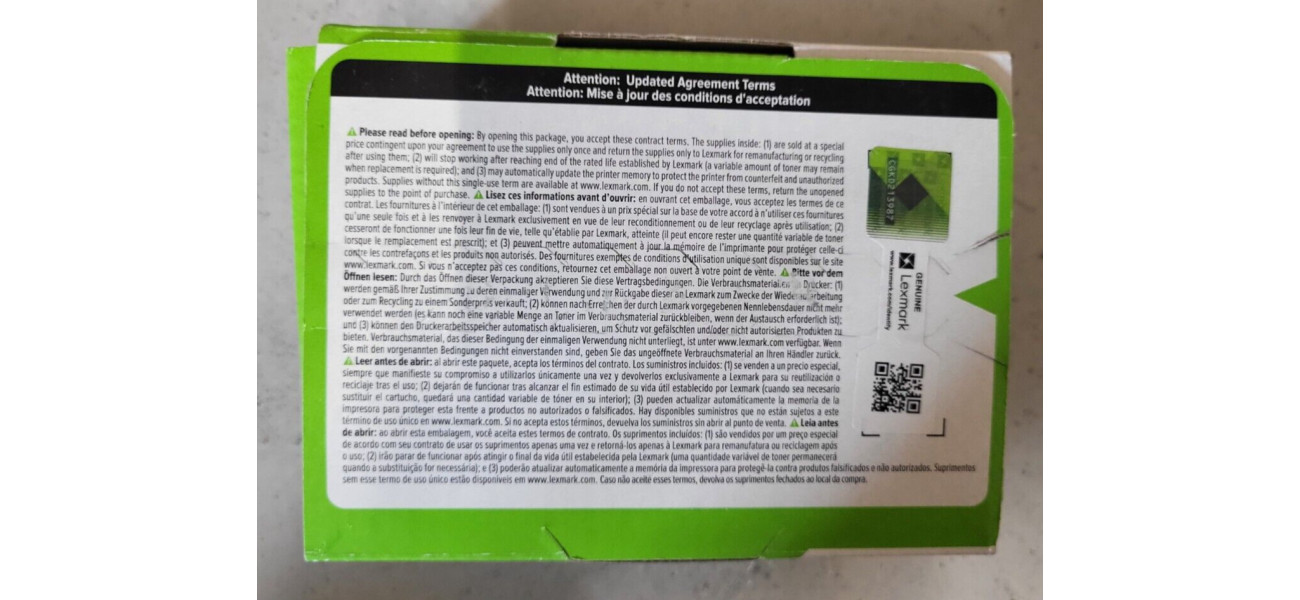 Attention: Updated Agreement Terms
Attention: Mise à jour des conditions d'acceptation
Please read before opening: By opening this package, you accept these contract terms. The supplies inside: (1) are sold at a special
price contingent upon your agreement to use the supplies only once and return the supplies only to Lexmark for remanufacturing or recycling
after using them; (2) will stop working after reaching end of the rated life established by Lexmark (a variable amount of toner may remain
when replacement is required); and (3) may automatically update the printer memory to protect the printer from counterfeit and unauthorized
products. Supplies without this single-use term are available at www.lexmark.com. If you do not accept these terms, return the unopened
supplies to the point of purchase. Lisez ces informations avant d'ouvrir: en ouvrant cet emballage, vous acceptez les termes de ce
contrat. Les fournitures à l'intérieur de cet emballage: (1) sont vendues à un prix spécial sur la base de votre accord à n'utiliser ces fournitures
qu'une seule fois et à les renvoyer à Lexmark exclusivement en vue de leur reconditionnement ou de leur recyclage après utilisation; (2)
cesseront de fonctionner une fois leur fin de vie, telle qu'établie par Lexmark, atteinte (il peut encore rester une quantité variable de toner
lorsque le remplacement est prescrit); et (3) peuvent mettre automatiquement à jour la mémoire de l'imprimante pour protéger celle-ci
contre les contrefaçons et les produits non autorisés. Des fournitures exemptes de conditions d'utilisation unique sont disponibles sur le site
www.lexmark.com. Si vous n'acceptez pas ces conditions, retournez cet emballage non ouvert à votre point de vente. Bitte vor dem
Öffnen lesen: Durch das Öffnen dieser Verpackung akzeptieren Sie diese Vertragsbedingungen. Die Verbrauchsmaterialien Drucker: (1)
werden gemäß Ihrer Zustimmung zu deren einmaliger Verwendung und zur Rückgabe dieser an Lexmark zum Zwecke der Wiederaufarbeitung
oder zum Recycling zu einem Sonderpreis verkauft; (2) können nach Erreichen der durch Lexmark vorgegebenen Nennlebensdauer nicht mehr
verwendet werden (es kann noch eine variable Menge an Toner im Verbrauchsmaterial zurückbleiben, wenn der Austausch erforderlich ist);
und (3) können den Druckerarbeitsspeicher automatisch aktualisieren, um Schutz vor gefälschten und/oder nicht autorisierten Produkten zu
bieten. Verbrauchsmaterial, das dieser Bedingung der einmaligen Verwendung nicht unterliegt, ist unter www.lexmark.com verfügbar. Wenn
Sie mit den vorgenannten Bedingungen nicht einverstanden sind, geben Sie das ungeöffnete Verbrauchsmaterial an Ihren Händler zurück.
Leer antes de abrir: al abrir este paquete, acepta los términos del contrato. Los suministros incluidos: (1) se venden a un precio especial,
siempre que manifieste su compromiso a utilizarlos únicamente una vez y devolverlos exclusivamente a Lexmark para su reutilización o
reciclaje tras el uso; (2) dejarán de funcionar tras alcanzar el fin estimado de su vida útil establecido por Lexmark (cuando sea necesario
sustituir el cartucho, quedará una cantidad variable de tóner en su interior); (3) pueden actualizar automáticamente la memoria de la
impresora para proteger esta frente a productos no autorizados o falsificados. Hay disponibles suministros que no están sujetos a este
término de uso único en www.lexmark.com. Si no acepta estos términos, devuelva los suministros sin abrir al punto de venta. Leia antes
de abrir: ao abrir esta embalagem, você aceita estes termos de contrato. Os suprimentos incluídos: (1) são vendidos por um preço especial
de acordo com seu contrato de usar os suprimentos apenas uma vez e retorná-los apenas à Lexmark para remanufatura ou reciclagem após
o uso; (2) irão parar de funcionar após atingir o final da vida útil estabelecida pela Lexmark (uma quantidade variável de toner permanecerá
quando a substituição for necessária); e (3) poderão atualizar automaticamente a memória da impressora para protegê-la contra produtos falsificados e não autorizados. Suprimentos
sem esse termo de uso único estão disponíveis em www.lexmark.com. Caso não aceite esses termos, devolva os suprimentos fechados ao local da compra.
GENUINE
Lexmark
www.lexmark.com/identify